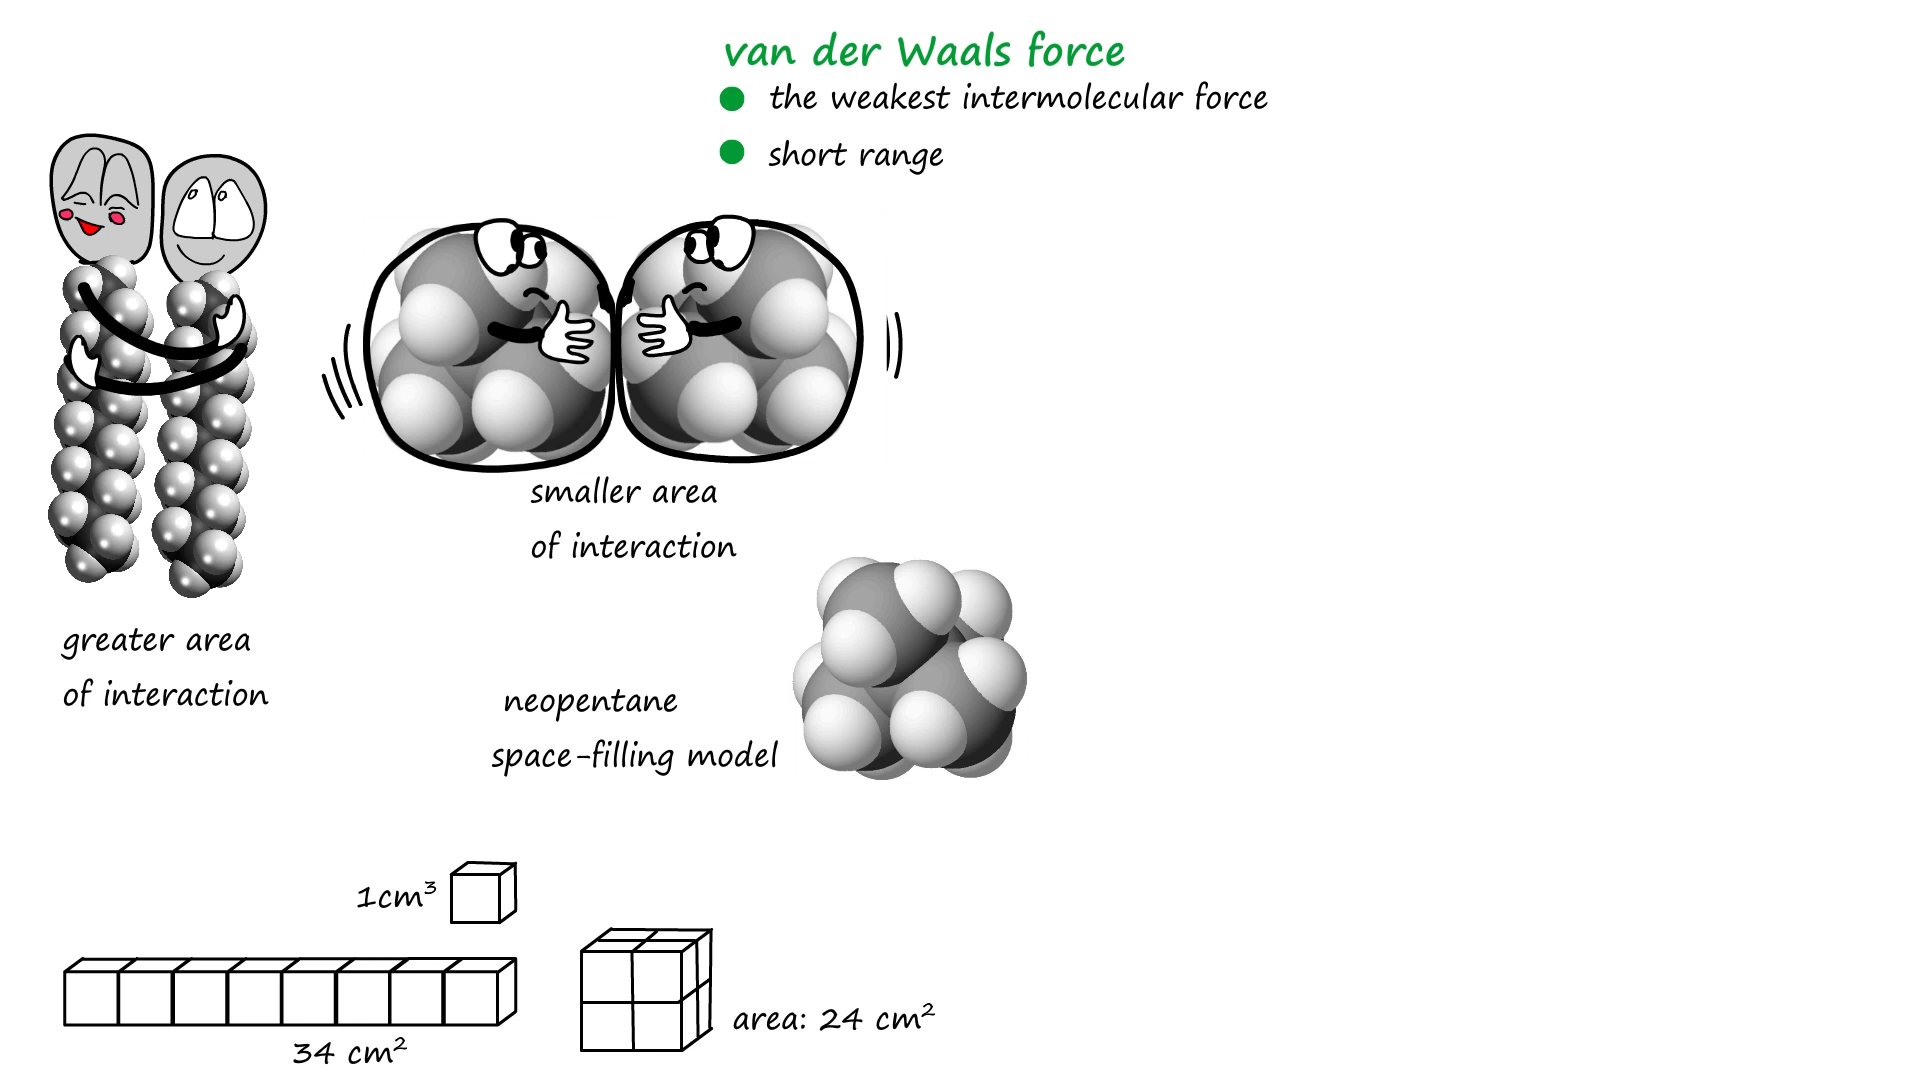 van der Waals force
the weakest intermolecular force
short range
smaller area
of interaction
greater area
of interaction
neopentane
space-filling model
1cm³
34 cm²
area: 24 cm²